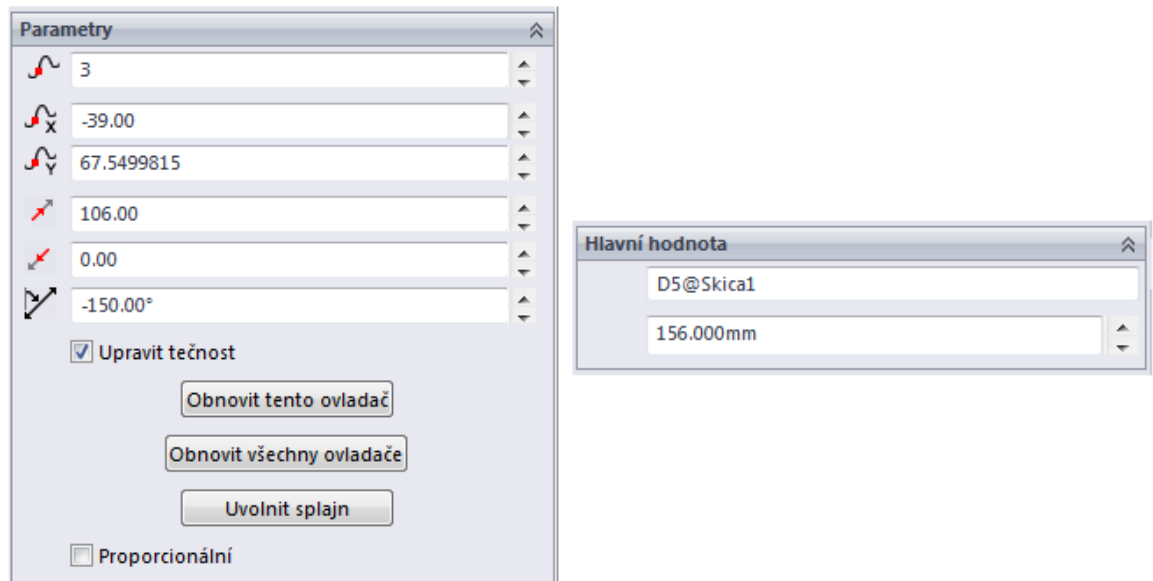 Parametry
3
X
-39.00
Y
67.5499815
106.00
0.00
-150.00°
Upravit tečnost
Obnovit tento ovladač
Obnovit všechny ovladače
Uvolnit splajn
Proporcionální
Hlavní hodnota
D5@Skica1
156.000mm